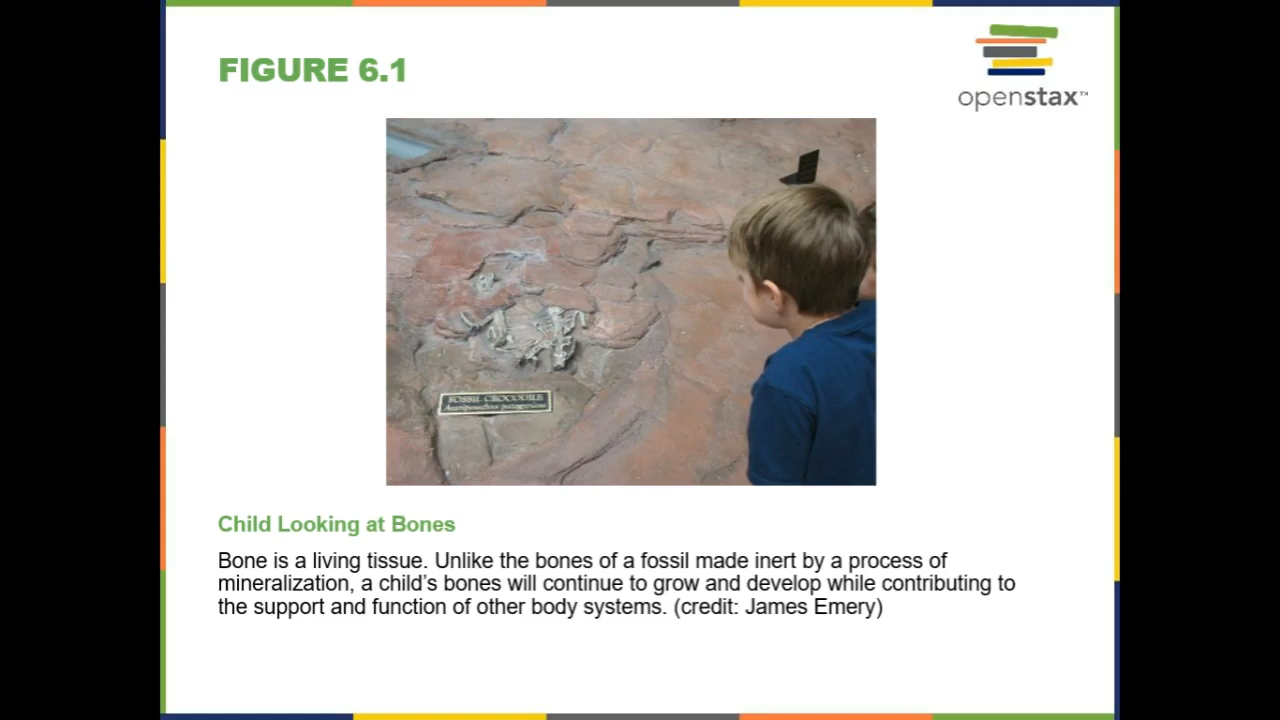 FIGURE 6.1
openstax™
FOSSIL CROCODILE
Child Looking at Bones
Bone is a living tissue. Unlike the bones of a fossil made inert by a process of
mineralization, a child’s bones will continue to grow and develop while contributing to
the support and function of other body systems. (credit: James Emery)